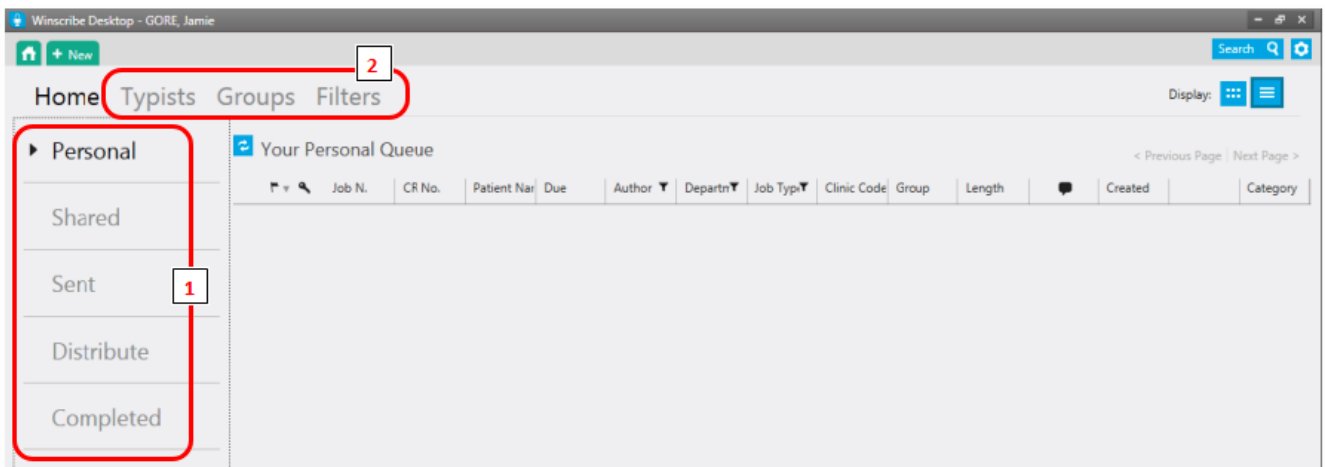 Winscribe Desktop - GORE, Jamie
+ New
Search
2
Home Typists Groups Filters
Display:
Personal
Your Personal Queue
< Previous Page | Next Page >
Job N. CR No. Patient Nar Due Author Departn Job Typ Clinic Code Group Length Created Category
Shared
Sent
1
Distribute
Completed